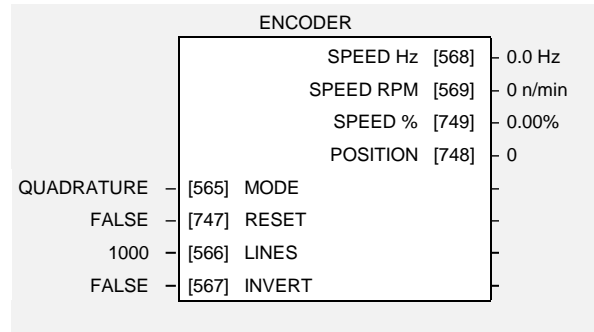 ENCODER
SPEED Hz [568] – 0.0 Hz
SPEED RPM [569] – 0 n/min
SPEED % [749] – 0.00%
POSITION [748] – 0
QUADRATURE – [565] MODE –
FALSE – [747] RESET –
1000 – [566] LINES –
FALSE – [567] INVERT –